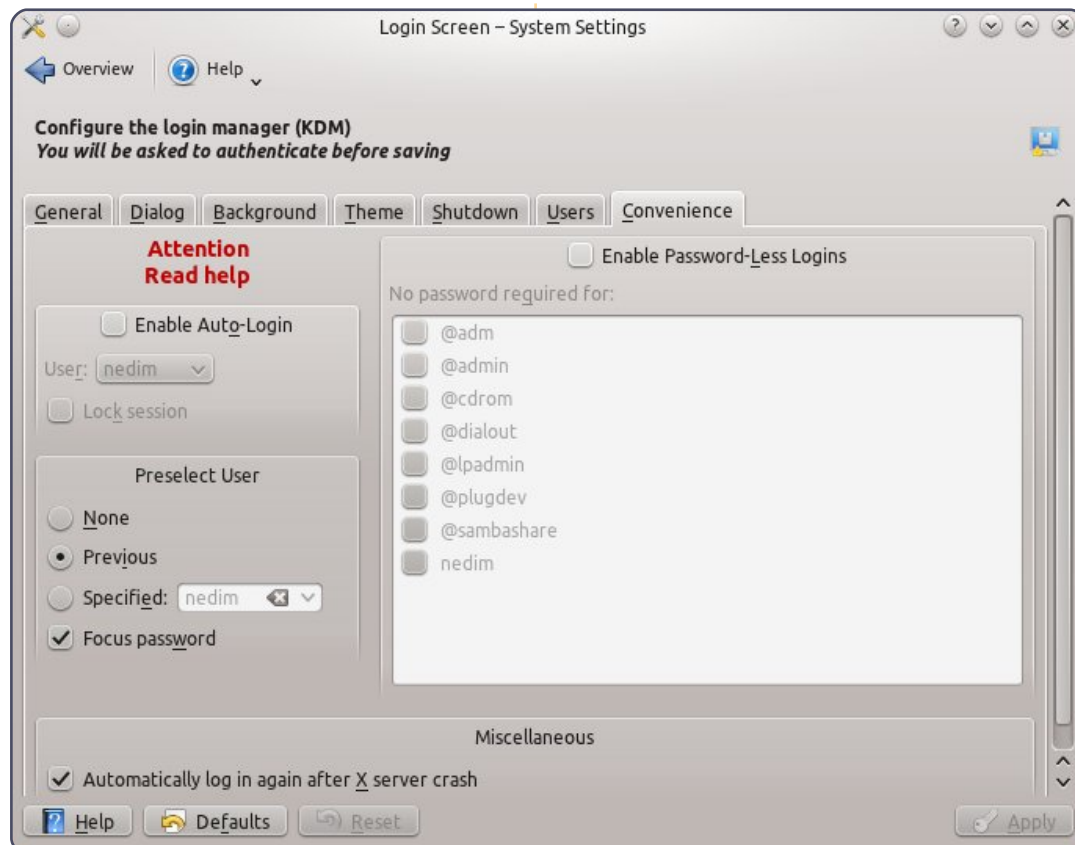 Login Screen – System Settings
Overview
Help
Configure the login manager (KDM)
You will be asked to authenticate before saving
General Dialog Background Theme Shutdown Users Convenience
Attention
Read help
Enable Auto-Login
User: nedim
Lock session
Preselect User
None
Previous
Specified: nedim
Focus password
Enable Password-Less Logins
No password required for:
@adm
@admin
@cdrom
@dialout
@lpadmin
@plugdev
@sambashare
nedim
Miscellaneous
Automatically log in again after X server crash
Help Defaults Reset Apply